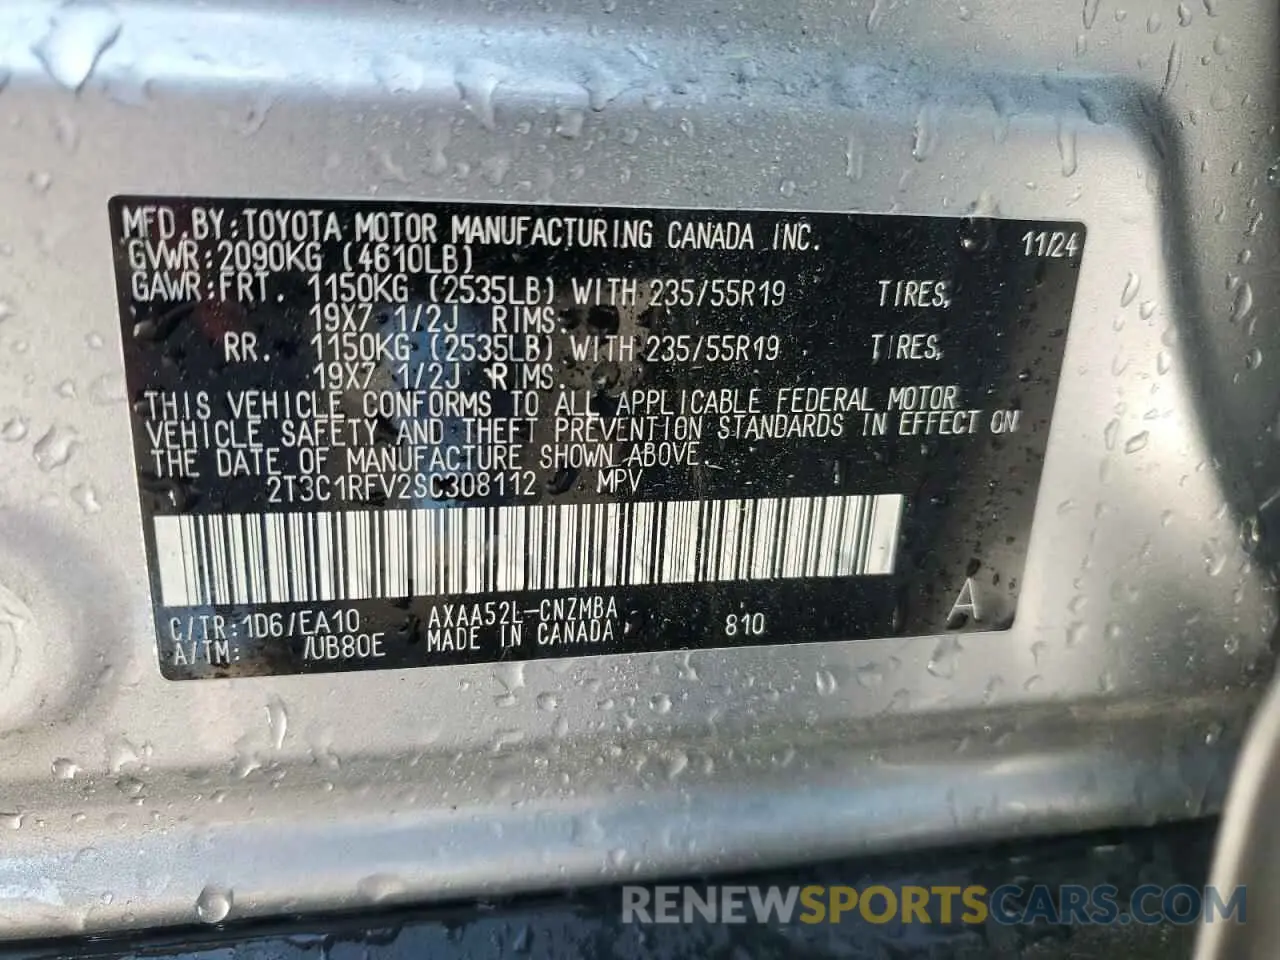 MFD.BY:TOYOTA MOTOR MANUFACTURING CANADA INC. 11/24
GVWR:2090KG (4610LB)
GAWR:FRT. 1150KG (2535LB) WITH 235/55R19 TIRES,
19X7 1/2J RIMS.
RR. 1150KG (2535LB) WITH 235/55R19 TIRES,
19X7 1/2J RIMS.
THIS VEHICLE CONFORMS TO ALL APPLICABLE FEDERAL MOTOR
VEHICLE SAFETY AND THEFT PREVENTION STANDARDS IN EFFECT ON
THE DATE OF MANUFACTURE SHOWN ABOVE.
2T3C1RFV2SC308112 MPV
C/TR:1D6/EA10 AXAA52L-CNZMBA
A/TM: /UB80E MADE IN CANADA 810 A
RENEWSPORTSCARS.COM